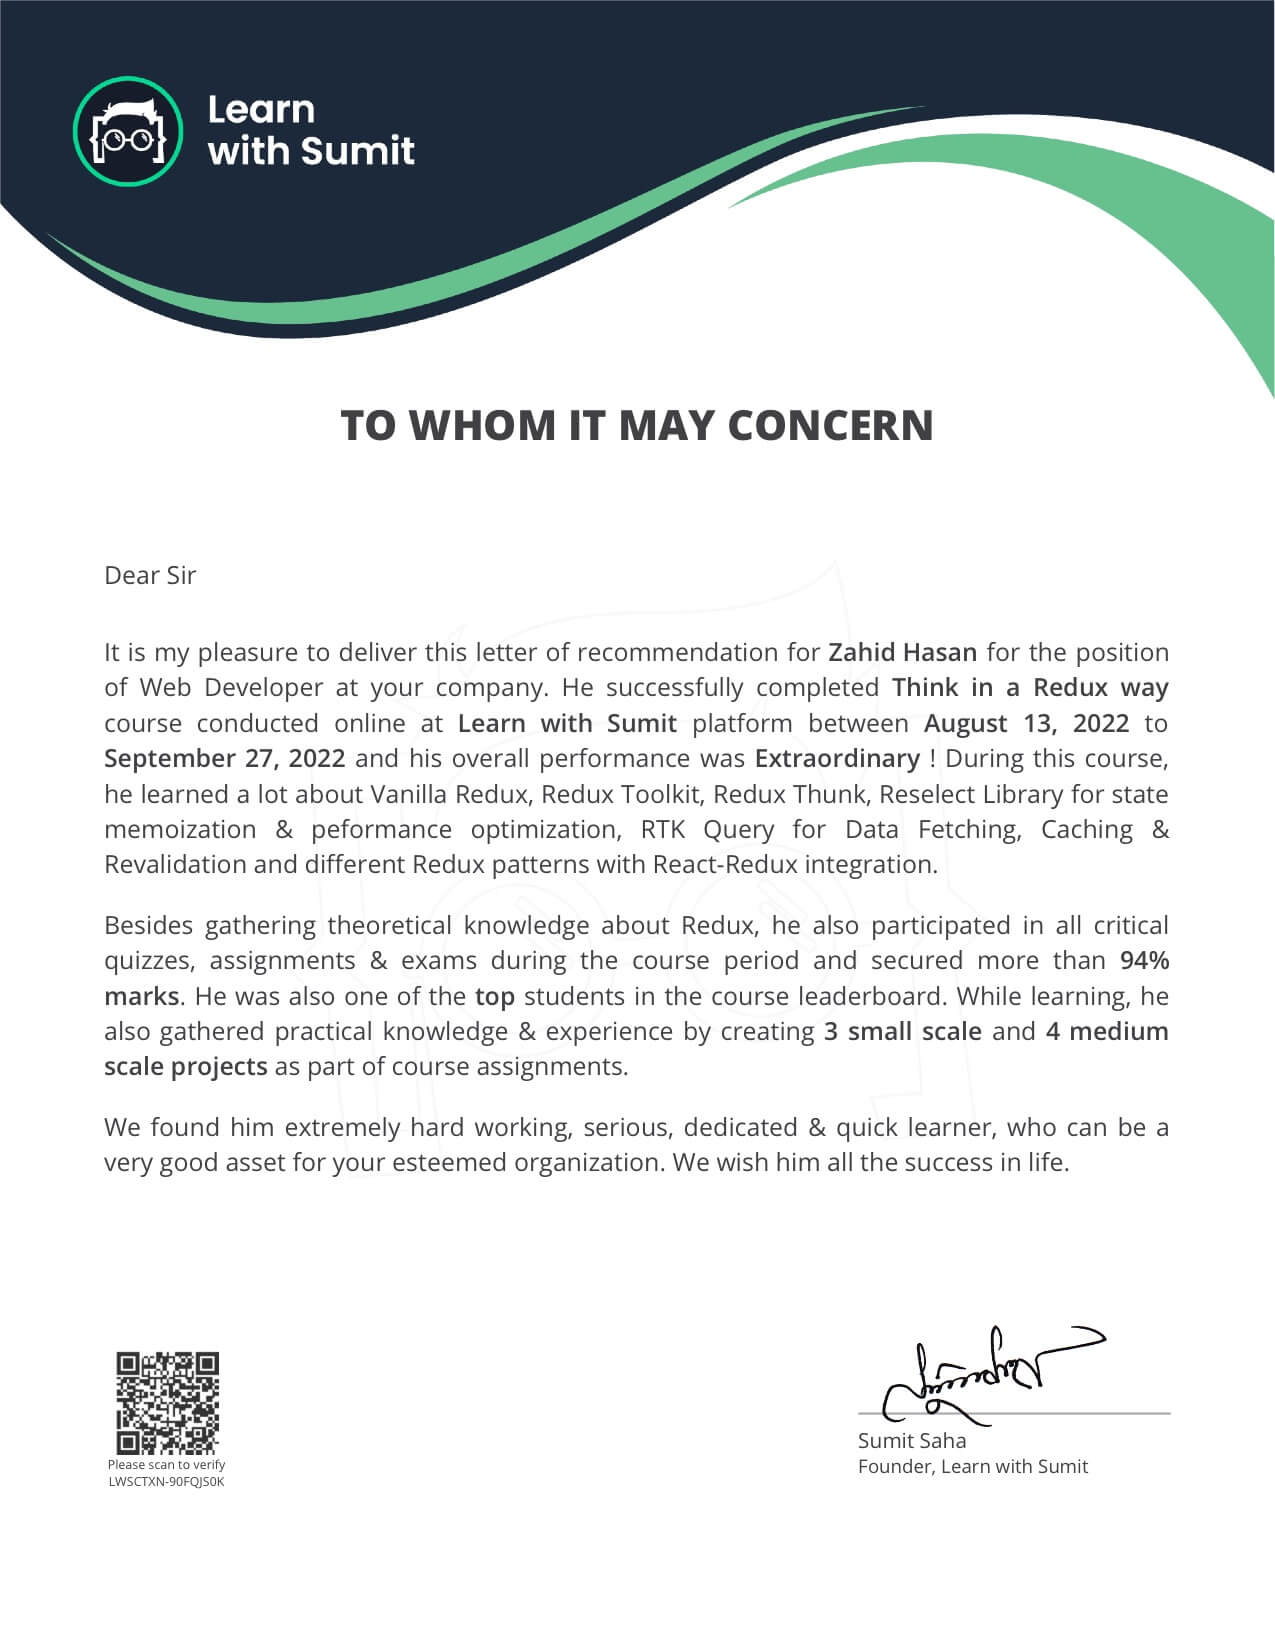 Learn
with Sumit
TO WHOM IT MAY CONCERN
Dear Sir
It is my pleasure to deliver this letter of recommendation for Zahid Hasan for the position
of Web Developer at your company. He successfully completed Think in a Redux way
course conducted online at Learn with Sumit platform between August 13, 2022 to
September 27, 2022 and his overall performance was Extraordinary ! During this course,
he learned a lot about Vanilla Redux, Redux Toolkit, Redux Thunk, Reselect Library for state
memoization & peformance optimization, RTK Query for Data Fetching, Caching &
Revalidation and different Redux patterns with React-Redux integration.
Besides gathering theoretical knowledge about Redux, he also participated in all critical
quizzes, assignments & exams during the course period and secured more than 94%
marks. He was also one of the top students in the course leaderboard. While learning, he
also gathered practical knowledge & experience by creating 3 small scale and 4 medium
scale projects as part of course assignments.
We found him extremely hard working, serious, dedicated & quick learner, who can be a
very good asset for your esteemed organization. We wish him all the success in life.
Please scan to verify
LWSCTXN-90FQJS0K
Sumit Saha
Founder, Learn with Sumit